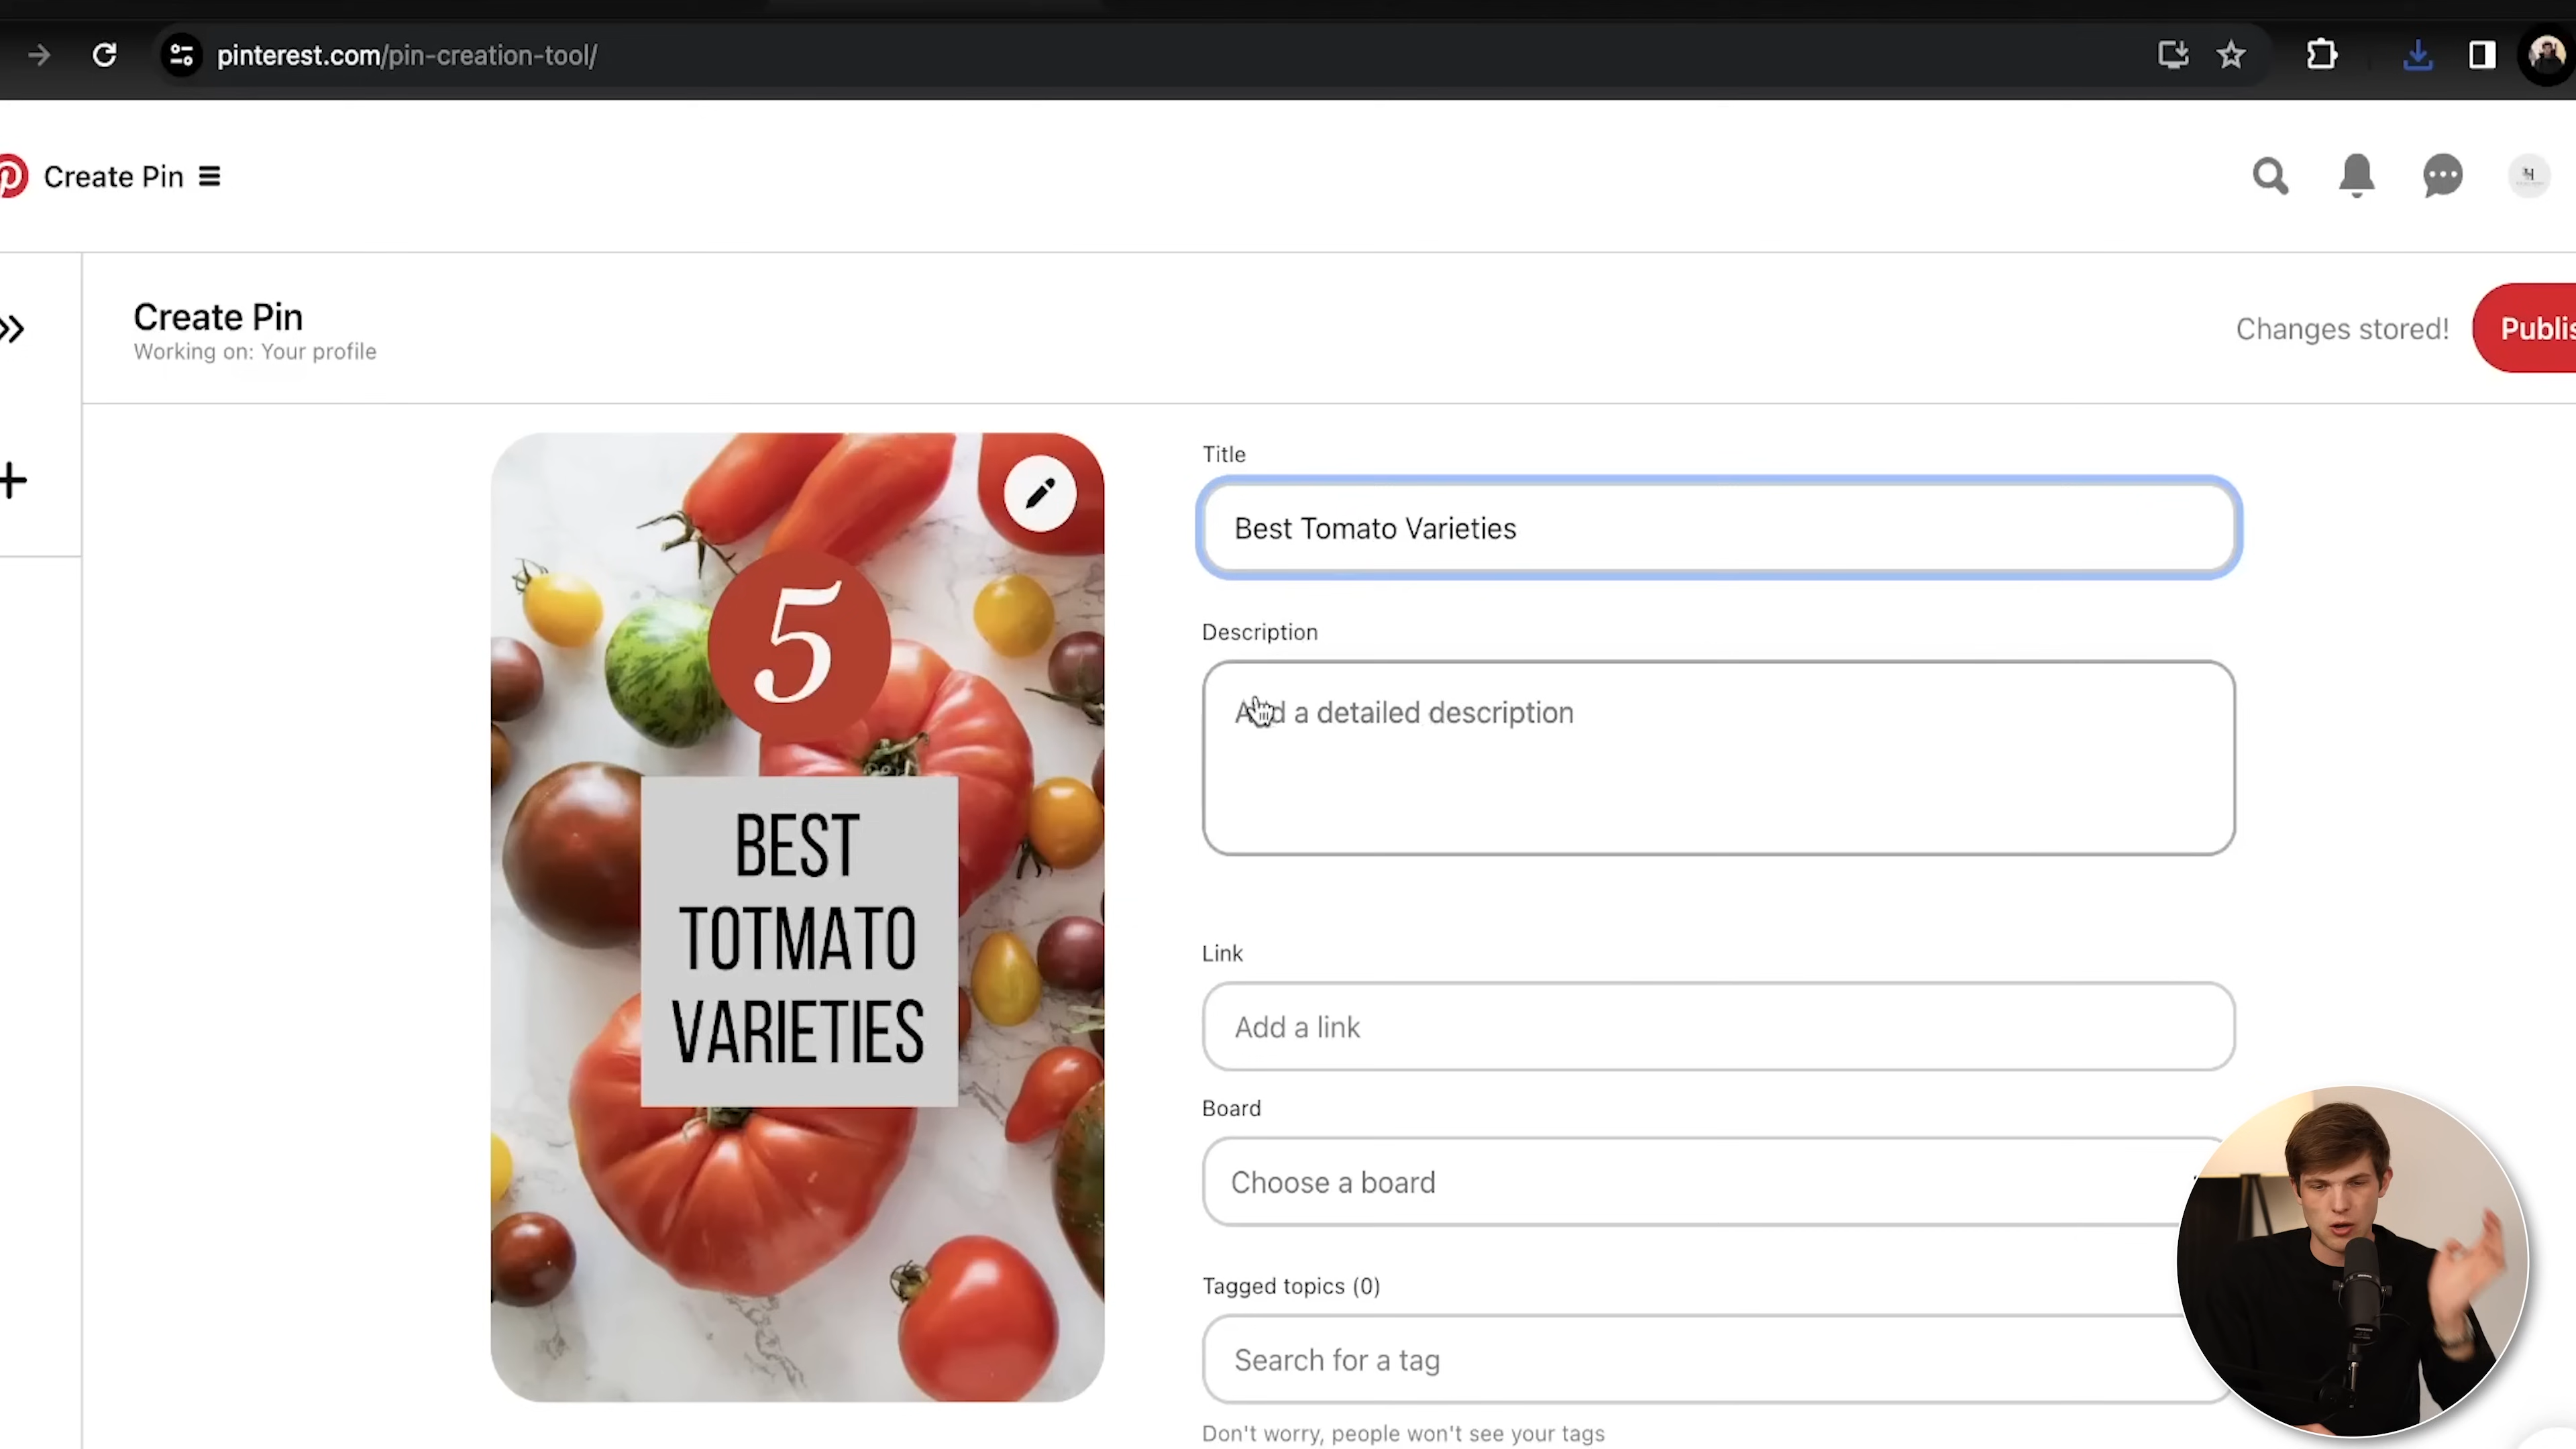 pinterest.com/pin-creation-tool/
Create Pin
Create Pin
Working on: Your profile
Changes stored!
5
BEST
TOTMATO
VARIETIES
Title
Best Tomato Varieties
Description
Add a detailed description
Link
Add a link
Board
Choose a board
Tagged topics (0)
Search for a tag
Don't worry, people won't see your tags